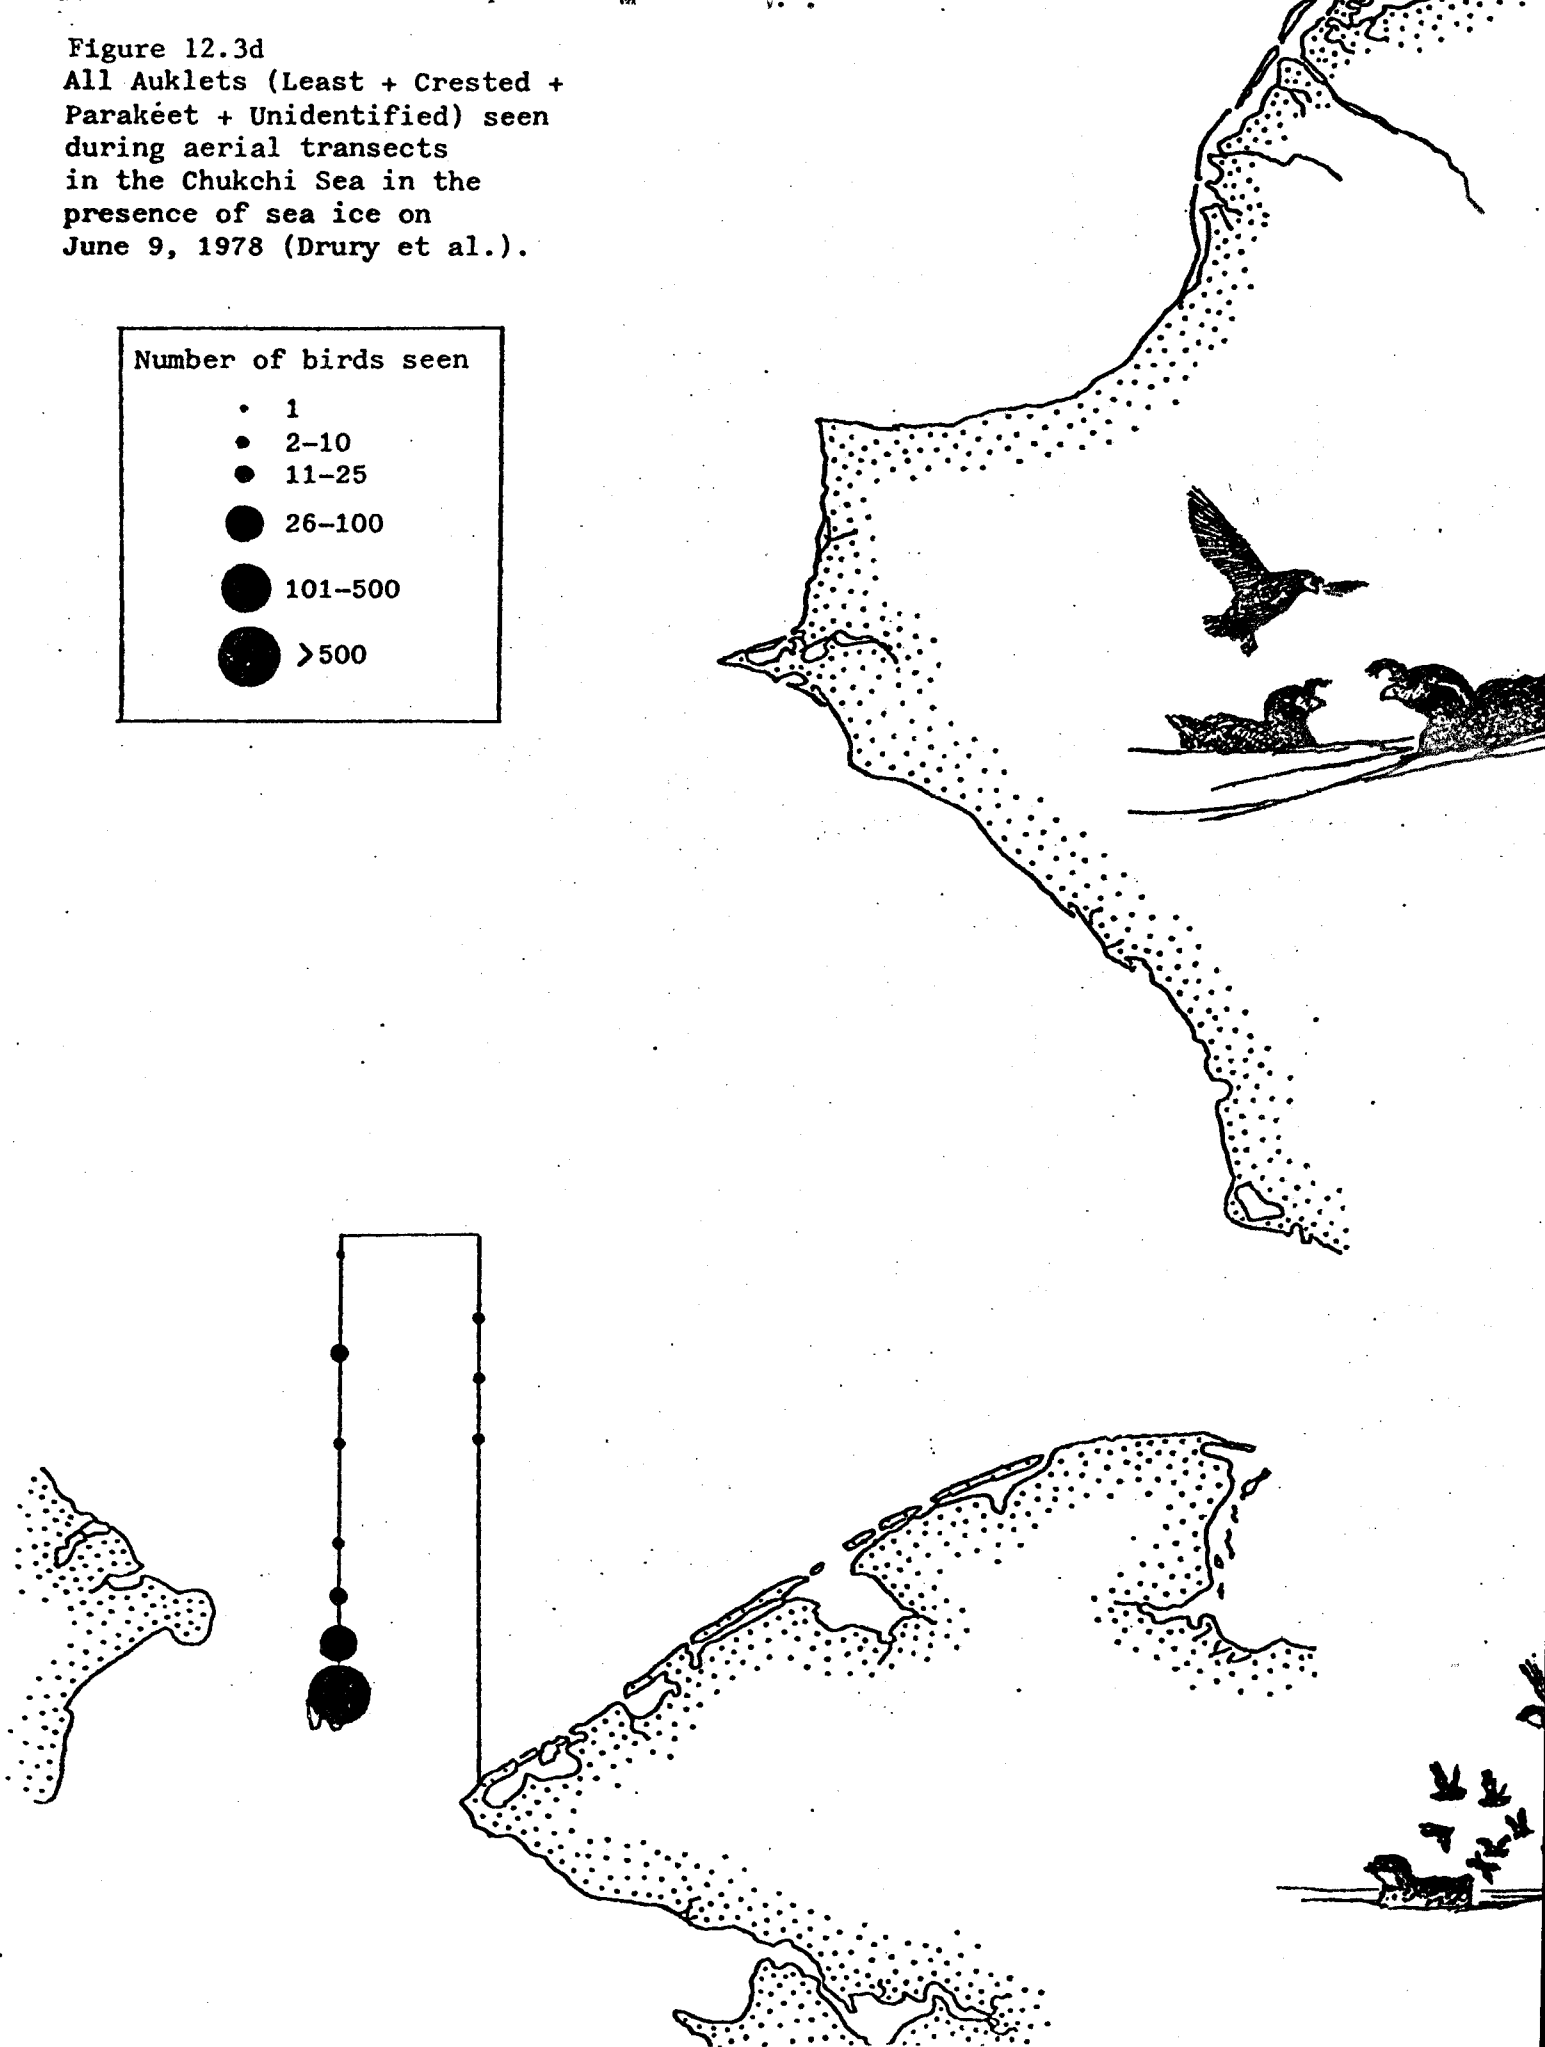 Figure 12.3d
All Auklets (Least + Crested +
Parakeet + Unidentified) seen
during aerial transects
in the Chukchi Sea in the
presence of sea ice on
June 9, 1978 (Drury et al.).
Number of birds seen
1
2-10
11-25
26-100
101-500
>500